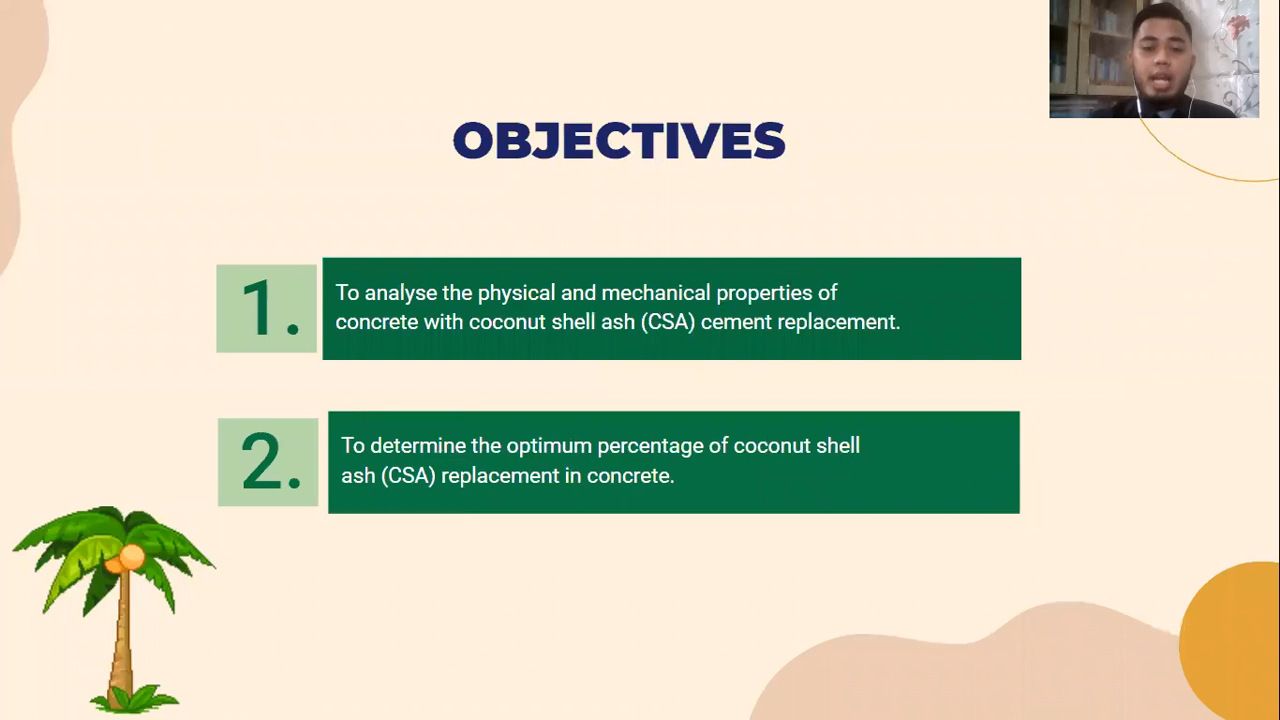 OBJECTIVES
1.
To analyse the physical and mechanical properties of
concrete with coconut shell ash (CSA) cement replacement.
2.
To determine the optimum percentage of coconut shell
ash (CSA) replacement in concrete.